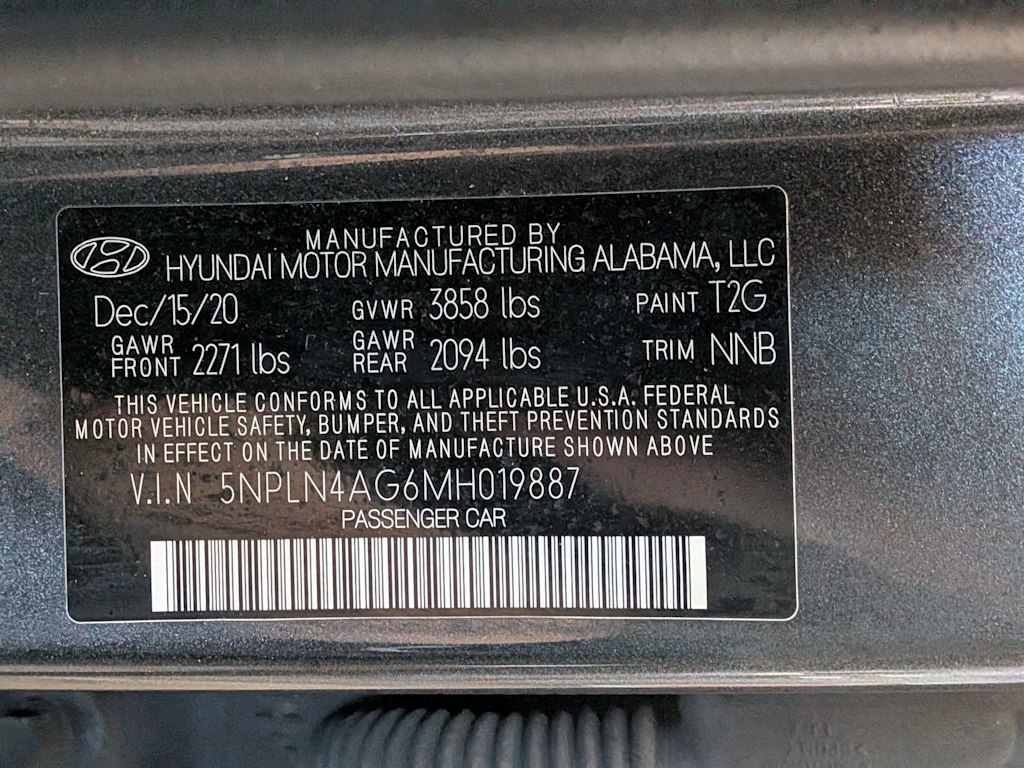 MANUFACTURED BY
HYUNDAI MOTOR MANUFACTURING ALABAMA, LLC
Dec/15/20 GVWR 3858 lbs PAINT T2G
GAWR FRONT 2271 lbs GAWR REAR 2094 lbs TRIM NNB
THIS VEHICLE CONFORMS TO ALL APPLICABLE U.S.A. FEDERAL
MOTOR VEHICLE SAFETY, BUMPER, AND THEFT PREVENTION STANDARDS
IN EFFECT ON THE DATE OF MANUFACTURE SHOWN ABOVE
V.I.N 5NPLN4AG6MH019887
PASSENGER CAR